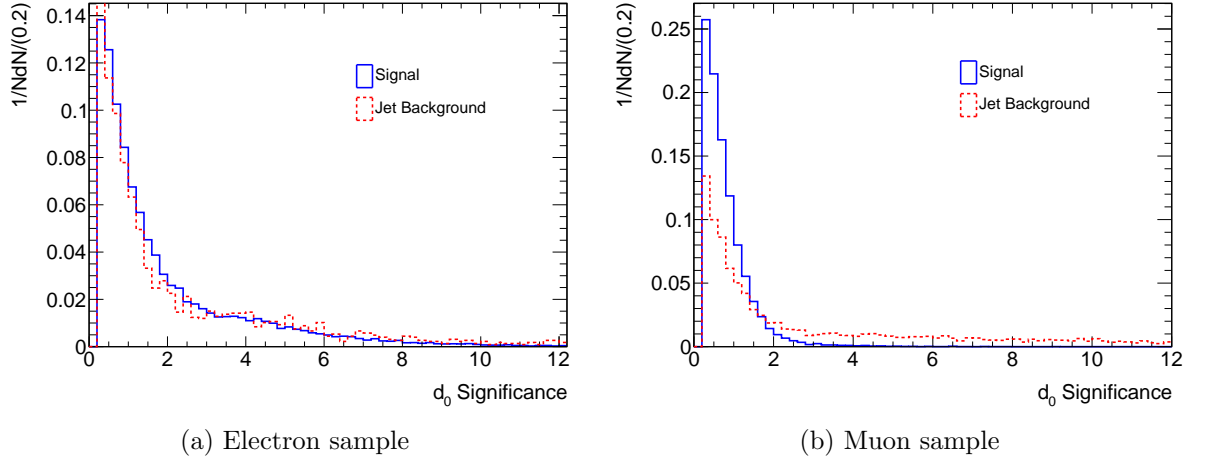 1/NdN/(0.2)
0.14
0.12
0.1
0.08
0.06
0.04
0.02
0
0 2 4 6 8 10 12
d0 Significance
Signal
Jet Background
(a) Electron sample
1/NdN/(0.2)
0.25
0.2
0.15
0.1
0.05
0
0 2 4 6 8 10 12
d0 Significance
Signal
Jet Background
(b) Muon sample